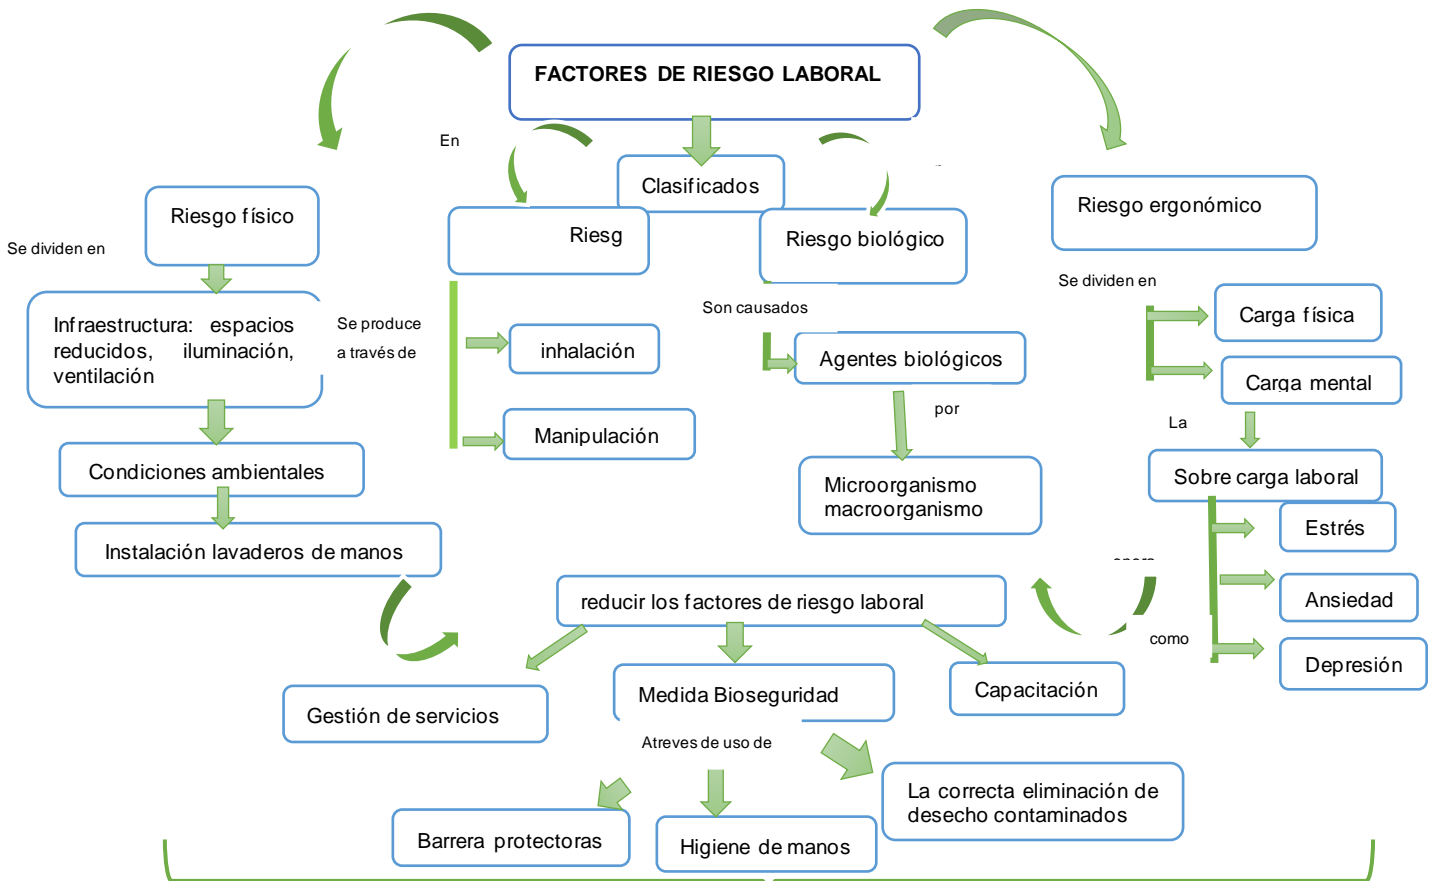 FACTORES DE RIESGO LABORAL
En
Clasificados
Riesgo físico
Riesg
Riesgo biológico
Riesgo ergonómico
Se dividen en
Se dividen en
Infraestructura: espacios
reducidos, iluminación,
ventilación
Se produce
a través de
inhalación
Manipulación
Son causados
Agentes biológicos
por
Microorganismo
macroorganismo
Carga física
Carga mental
La
Sobre carga laboral
Estrés
Ansiedad
Depresión
como
Condiciones ambientales
Instalación lavaderos de manos
reducir los factores de riesgo laboral
Gestión de servicios
Medida Bioseguridad
Capacitación
Atreves de uso de
Barrera protectoras
Higiene de manos
La correcta eliminación de
desecho contaminados